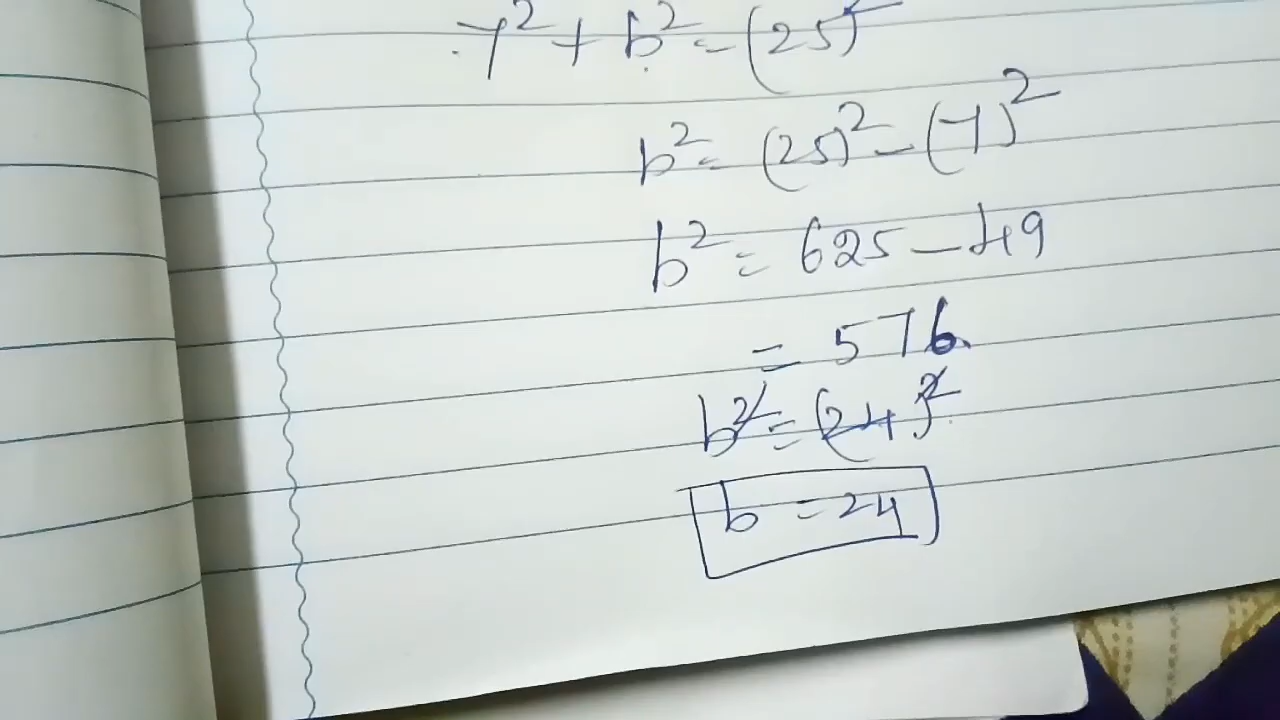 7² + b² = (25)²
b² = (25)² - (7)²
b² = 625 - 49
= 576
b² = (24)²
b = 24